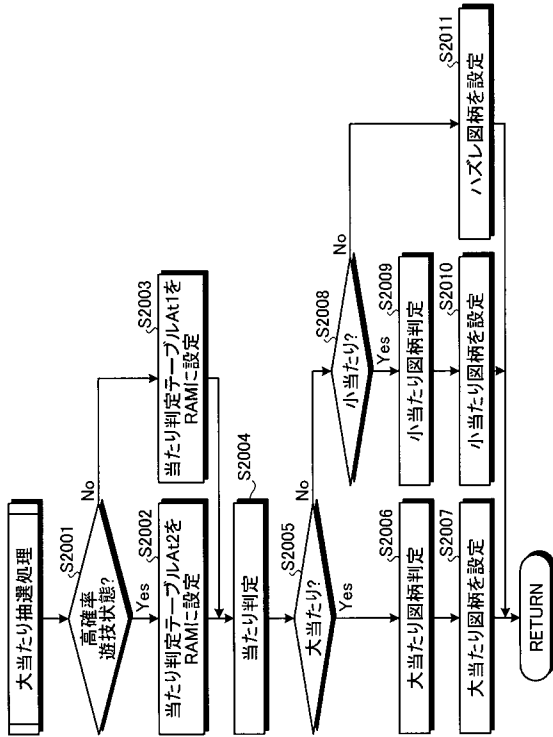 大当たり抽選処理
S2001
高確率
遊技状態?
No
Yes
S2002
当たり判定テーブルAt2を
RAMに設定
S2003
当たり判定テーブルAt1を
RAMに設定
S2004
当たり判定
S2005
大当たり?
No
Yes
S2006
大当たり図柄判定
S2007
大当たり図柄を設定
S2008
小当たり?
No
Yes
S2009
小当たり図柄判定
S2010
小当たり図柄を設定
S2011
ハズレ図柄を設定
RETURN